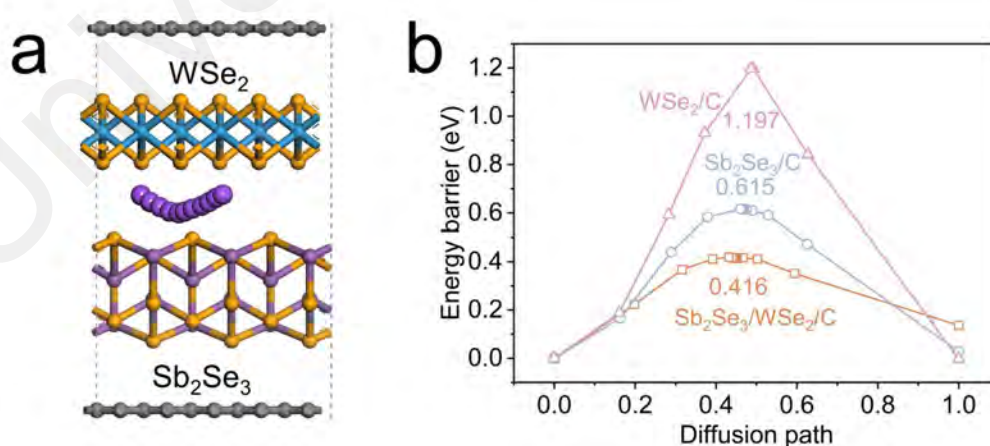 a
WSe₂
Sb₂Se₃
b
Energy barrier (eV)
1.2
1.0
0.8
0.6
0.4
0.2
0.0
WSe₂/C
1.197
Sb₂Se₃/C
0.615
0.416
Sb₂Se₃/WSe₂/C
0.0 0.2 0.4 0.6 0.8 1.0
Diffusion path